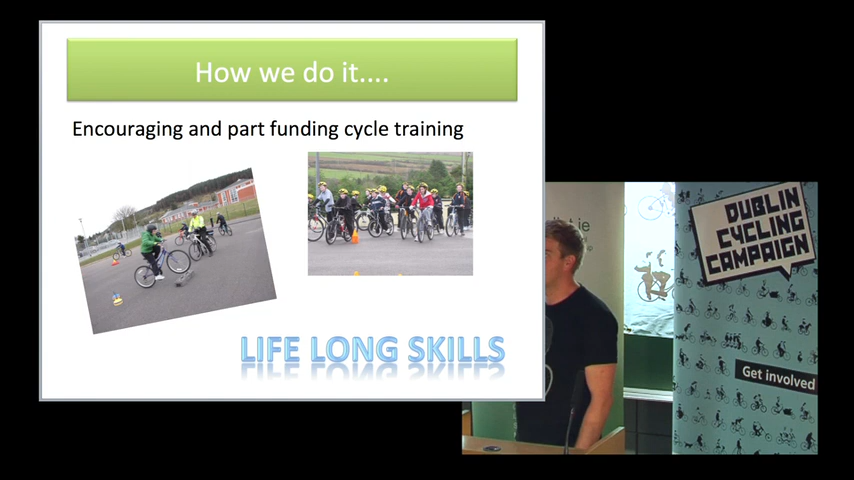 How we do it....
Encouraging and part funding cycle training
LIFE LONG SKILLS
DUBLIN
CYCLING
CAMPAIGN
Get involved